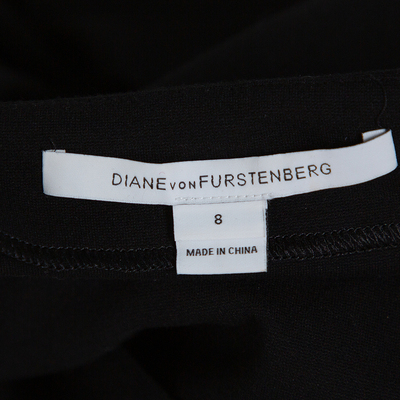 DIANE VON FURSTENBERG
8
MADE IN CHINA